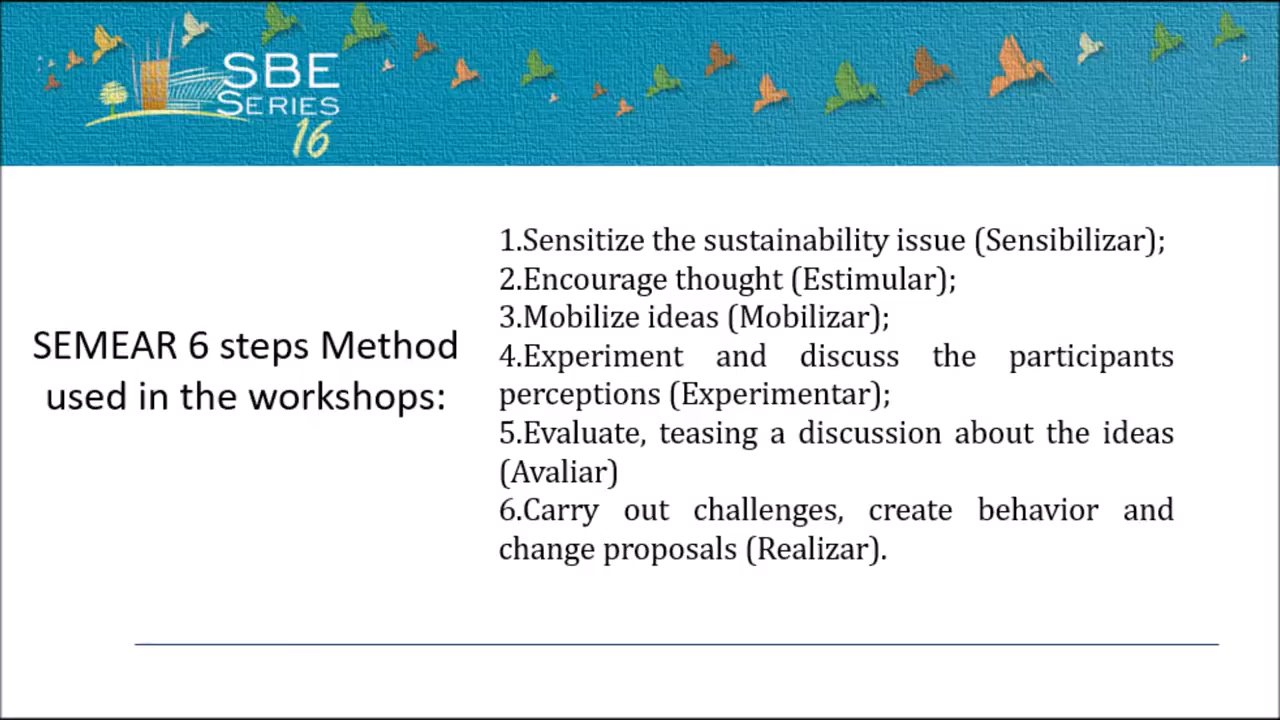 SBE
SERIES
16
SEMEAR 6 steps Method
used in the workshops:
1.Sensitize the sustainability issue (Sensibilizar);
2.Encourage thought (Estimular);
3.Mobilize ideas (Mobilizar);
4.Experiment and discuss the participants
perceptions (Experimentar);
5.Evaluate, teasing a discussion about the ideas
(Avaliar)
6.Carry out challenges, create behavior and
change proposals (Realizar).